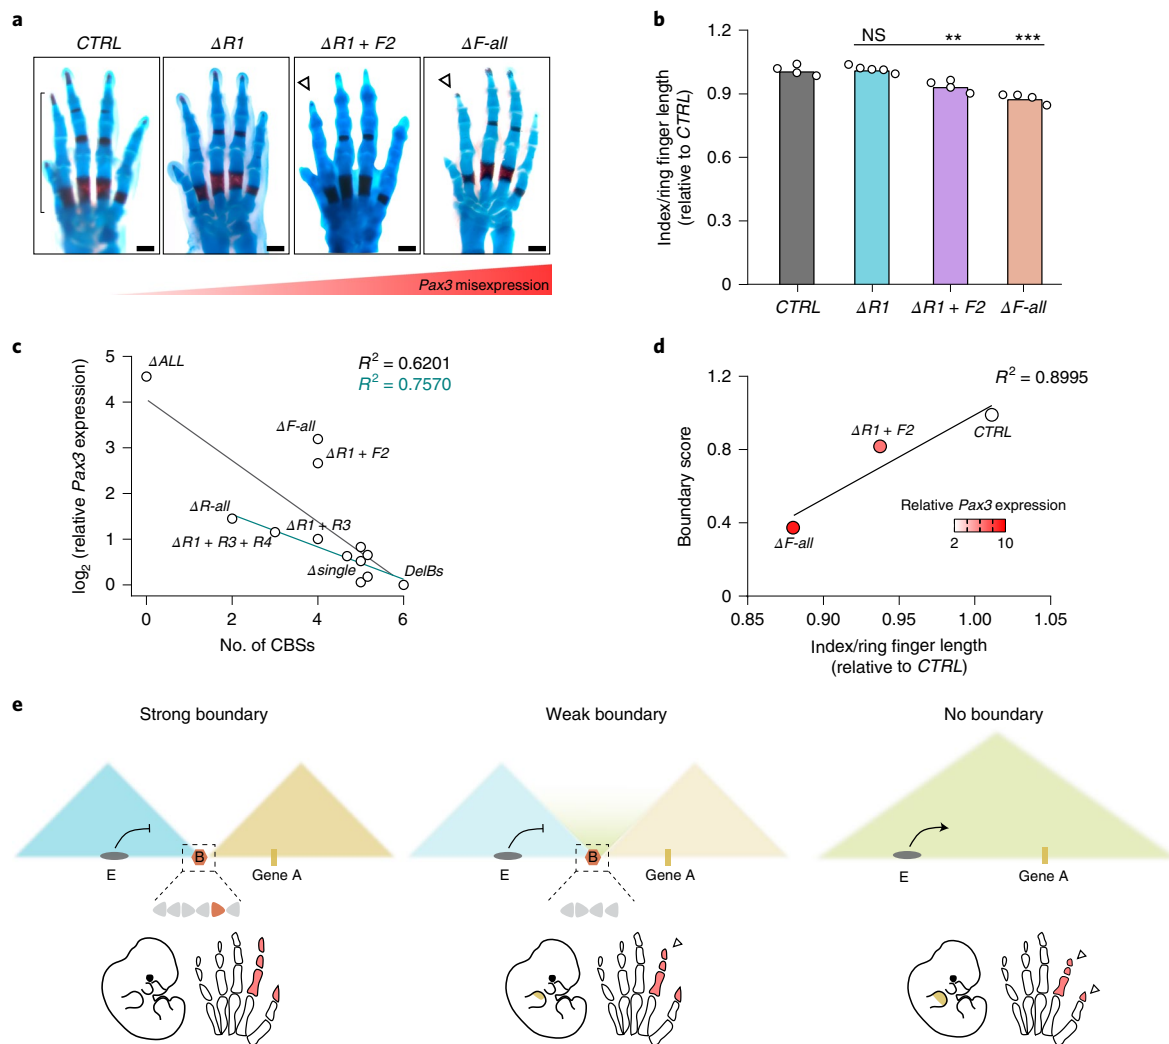 a
CTRL
ΔR1
ΔR1 + F2
ΔF-all
Pax3 misexpression
b
Index/ring finger length
(relative to CTRL)
1.2
0.9
0.6
0.3
0
NS
**
***
CTRL
ΔR1
ΔR1 + F2
ΔF-all
c
log2 (relative Pax3 expression)
5
4
3
2
1
0
ΔALL
R² = 0.6201
R² = 0.7570
ΔF-all
ΔR1 + F2
ΔR-all
ΔR1 + R3
ΔR1 + R3 + R4
Δsingle
DelBs
0
2
4
6
No. of CBSs
d
Boundary score
1.2
0.8
0.4
0
R² = 0.8995
ΔR1 + F2
CTRL
Relative Pax3 expression
2
10
ΔF-all
0.85
0.90
0.95
1.00
1.05
Index/ring finger length
(relative to CTRL)
e
Strong boundary
Weak boundary
No boundary
E
B
Gene A
E
B
Gene A
E
Gene A